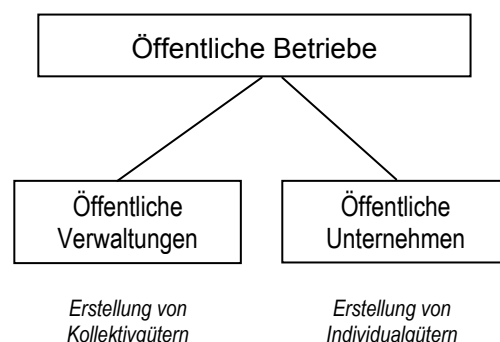 Öffentliche Betriebe
Öffentliche
Verwaltungen
Öffentliche
Unternehmen
Erstellung von
Kollektivgütern
Erstellung von
Individualgütern